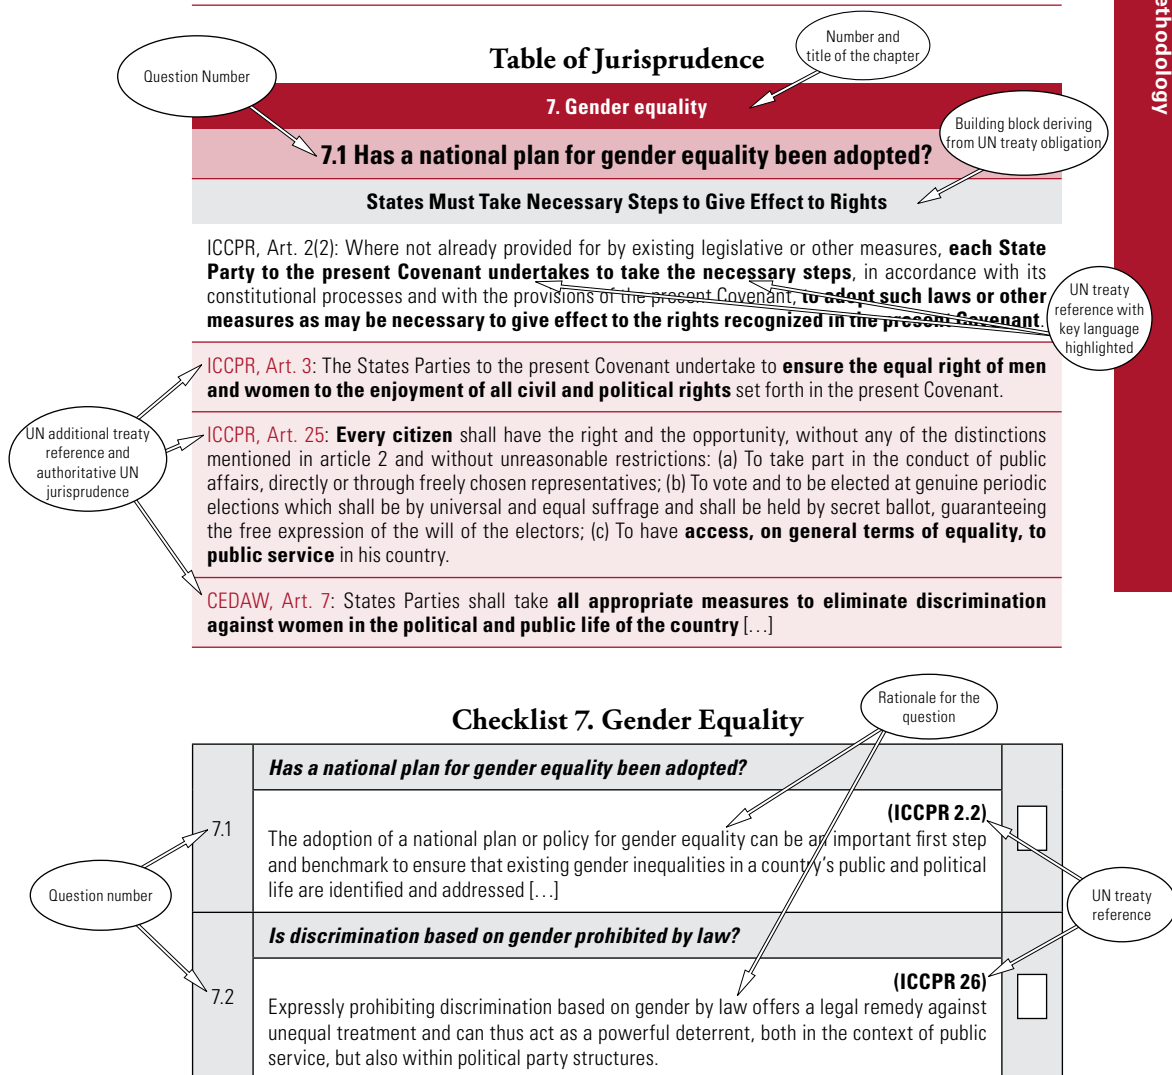 ethodology
Table of Jurisprudence
Number and
title of the chapter
Question Number
7. Gender equality
Building block deriving
from UN treaty obligation
7.1 Has a national plan for gender equality been adopted?
States Must Take Necessary Steps to Give Effect to Rights
ICCPR, Art. 2(2): Where not already provided for by existing legislative or other measures, each State
Party to the present Covenant undertakes to take the necessary steps, in accordance with its
constitutional processes and with the provisions of the present Covenant, to adopt such laws or other
measures as may be necessary to give effect to the rights recognized in the present Covenant.
UN treaty
reference with
key language
highlighted
ICCPR, Art. 3: The States Parties to the present Covenant undertake to ensure the equal right of men
and women to the enjoyment of all civil and political rights set forth in the present Covenant.
UN additional treaty
reference and
authoritative UN
jurisprudence
ICCPR, Art. 25: Every citizen shall have the right and the opportunity, without any of the distinctions
mentioned in article 2 and without unreasonable restrictions: (a) To take part in the conduct of public
affairs, directly or through freely chosen representatives; (b) To vote and to be elected at genuine periodic
elections which shall be by universal and equal suffrage and shall be held by secret ballot, guaranteeing
the free expression of the will of the electors; (c) To have access, on general terms of equality, to
public service in his country.
CEDAW, Art. 7: States Parties shall take all appropriate measures to eliminate discrimination
against women in the political and public life of the country […]
Checklist 7. Gender Equality
Rationale for the
question
Has a national plan for gender equality been adopted?
7.1
(ICCPR 2.2)
The adoption of a national plan or policy for gender equality can be an important first step
and benchmark to ensure that existing gender inequalities in a country's public and political
life are identified and addressed […]
Question number
UN treaty
reference
Is discrimination based on gender prohibited by law?
7.2
(ICCPR 26)
Expressly prohibiting discrimination based on gender by law offers a legal remedy against
unequal treatment and can thus act as a powerful deterrent, both in the context of public
service, but also within political party structures.